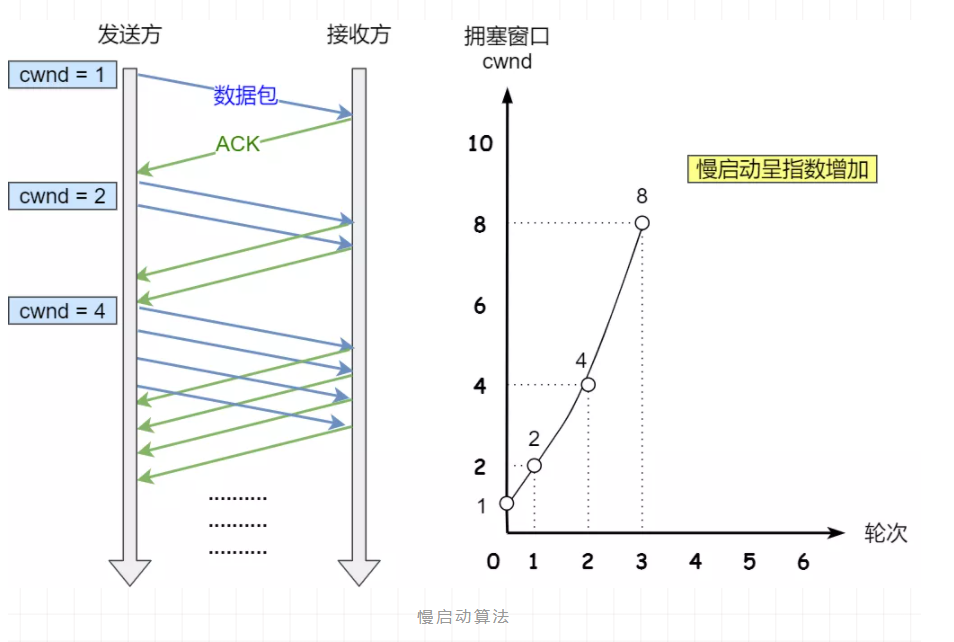 发送方
接收方
cwnd = 1
数据包
ACK
cwnd = 2
cwnd = 4
..........
..........
..........
拥塞窗口
cwnd
慢启动呈指数增加
10
8
6
4
2
1
8
4
2
轮次
0 1 2 3 4 5 6
慢启动算法